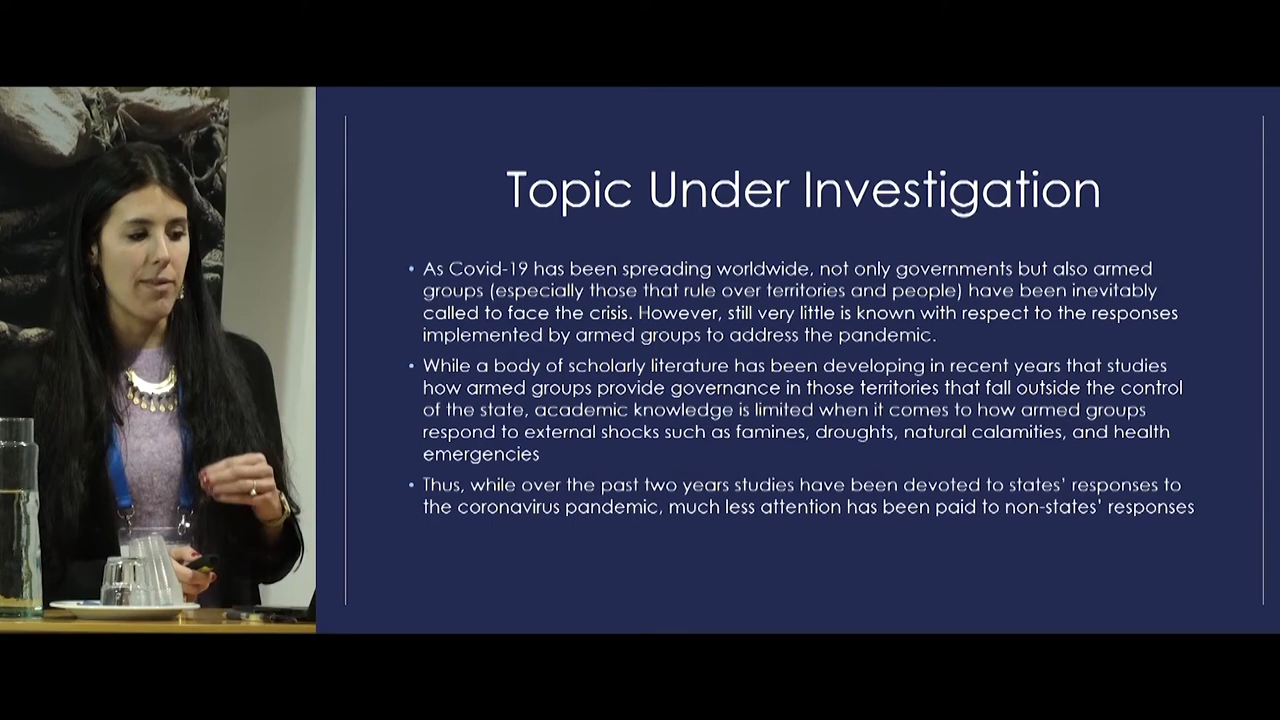 Topic Under Investigation
• As Covid-19 has been spreading worldwide, not only governments but also armed
groups (especially those that rule over territories and people) have been inevitably
called to face the crisis. However, still very little is known with respect to the responses
implemented by armed groups to address the pandemic.
• While a body of scholarly literature has been developing in recent years that studies
how armed groups provide governance in those territories that fall outside the control
of the state, academic knowledge is limited when it comes to how armed groups
respond to external shocks such as famines, droughts, natural calamities, and health
emergencies
• Thus, while over the past two years studies have been devoted to states' responses to
the coronavirus pandemic, much less attention has been paid to non-states' responses